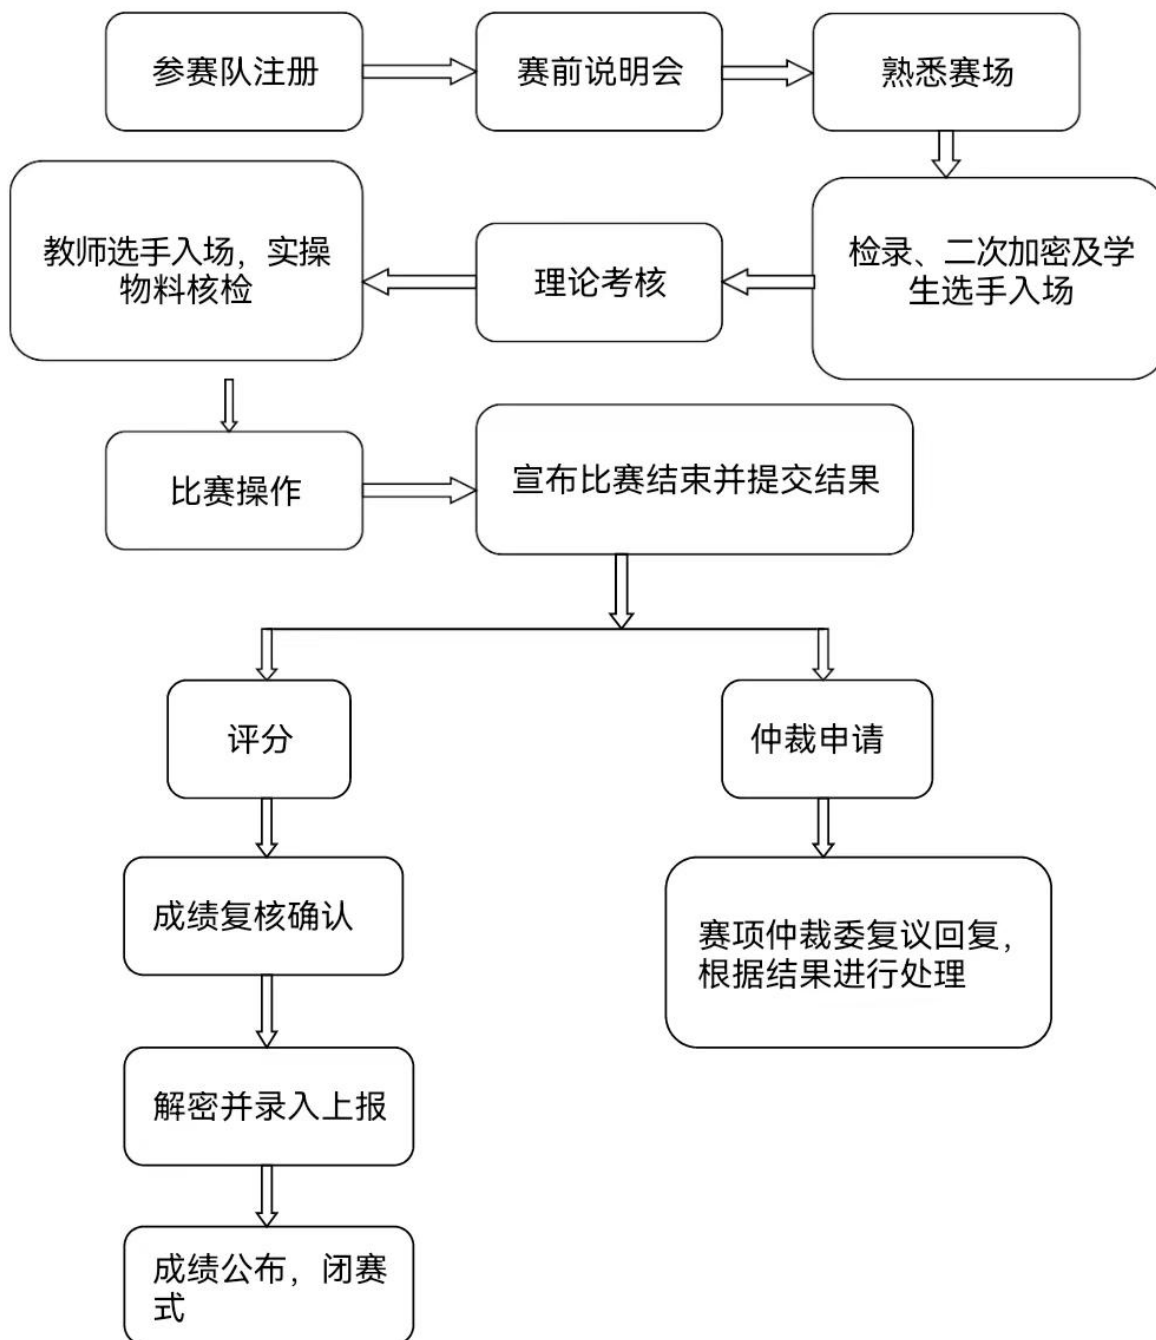 参赛队注册
赛前说明会
熟悉赛场
检录、二次加密及学
生选手入场
理论考核
教师选手入场，实操
物料核检
比赛操作
宣布比赛结束并提交结果
评分
仲裁申请
成绩复核确认
赛项仲裁委复议回复，
根据结果进行处理
解密并录入上报
成绩公布，闭赛
式